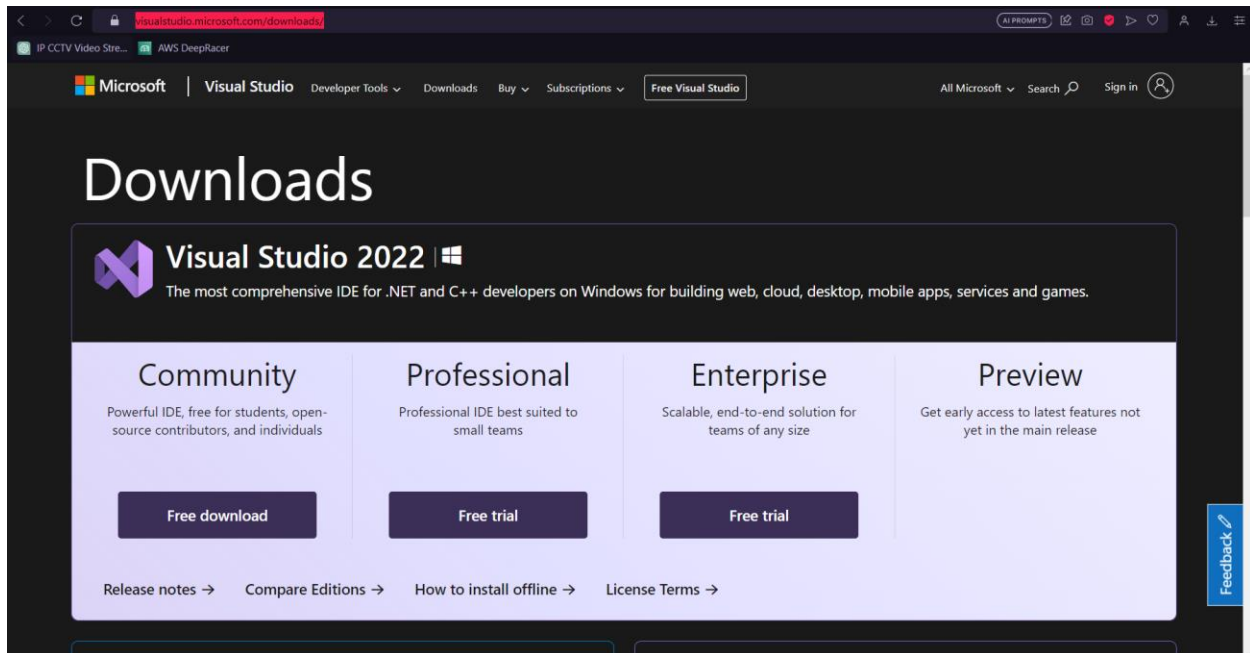 visualstudio.microsoft.com/downloads/
AI PROMPTS
IP CCTV Video Stre...
AWS DeepRacer
Microsoft | Visual Studio Developer Tools Downloads Buy Subscriptions Free Visual Studio All Microsoft Search Sign in
Downloads
Visual Studio 2022
The most comprehensive IDE for .NET and C++ developers on Windows for building web, cloud, desktop, mobile apps, services and games.
Community
Powerful IDE, free for students, open-
source contributors, and individuals
Free download
Professional
Professional IDE best suited to
small teams
Free trial
Enterprise
Scalable, end-to-end solution for
teams of any size
Free trial
Preview
Get early access to latest features not
yet in the main release
Release notes → Compare Editions → How to install offline → License Terms →
Feedback